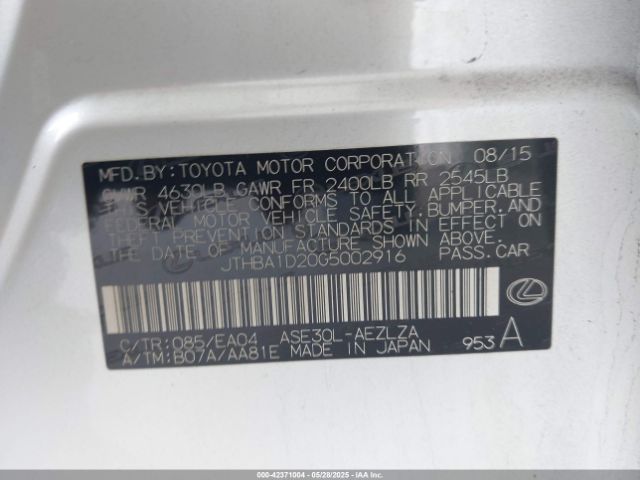 MFD.BY:TOYOTA MOTOR CORPORATION 08/15
GVWR 4630LB GAWR FR 2400LB RR 2545LB
THIS VEHICLE CONFORMS TO ALL APPLICABLE
FEDERAL MOTOR VEHICLE SAFETY,BUMPER,AND
THEFT PREVENTION STANDARDS IN EFFECT ON
THE DATE OF MANUFACTURE SHOWN ABOVE.
JTHBA1D20G5002916 PASS.CAR
C/TR:085/EA04 ASE30L-AEZLZA
A/TM:B07A/AA81E MADE IN JAPAN 953 A
000-42371004 | 05/28/2025 | IAAI.COM